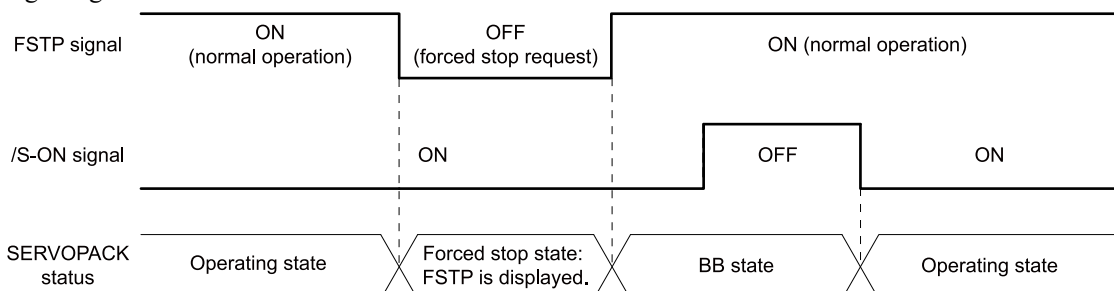 FSTP signal
ON
(normal operation)
OFF
(forced stop request)
ON (normal operation)
/S-ON signal
ON
OFF
ON
SERVOPACK
status
Operating state
Forced stop state:
FSTP is displayed.
BB state
Operating state